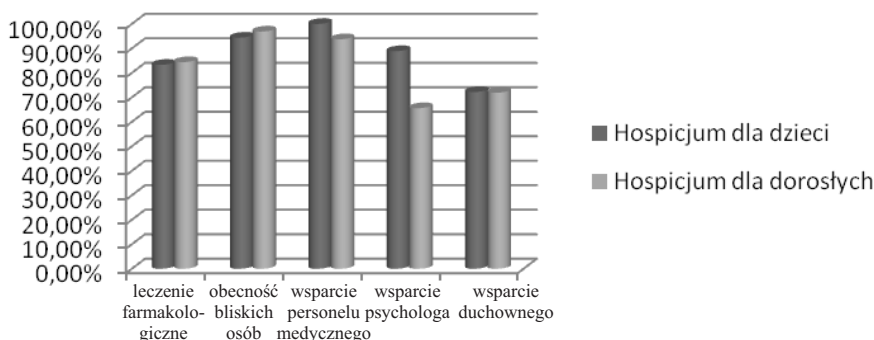 100,00%
90,00%
80,00%
70,00%
60,00%
50,00%
40,00%
30,00%
20,00%
10,00%
0,00%
leczenie
farmakolo-
giczne
obecność
bliskich
osób
wsparcie
personelu
medycznego
wsparcie
psychologa
wsparcie
duchownego
Hospicjum dla dzieci
Hospicjum dla dorosłych